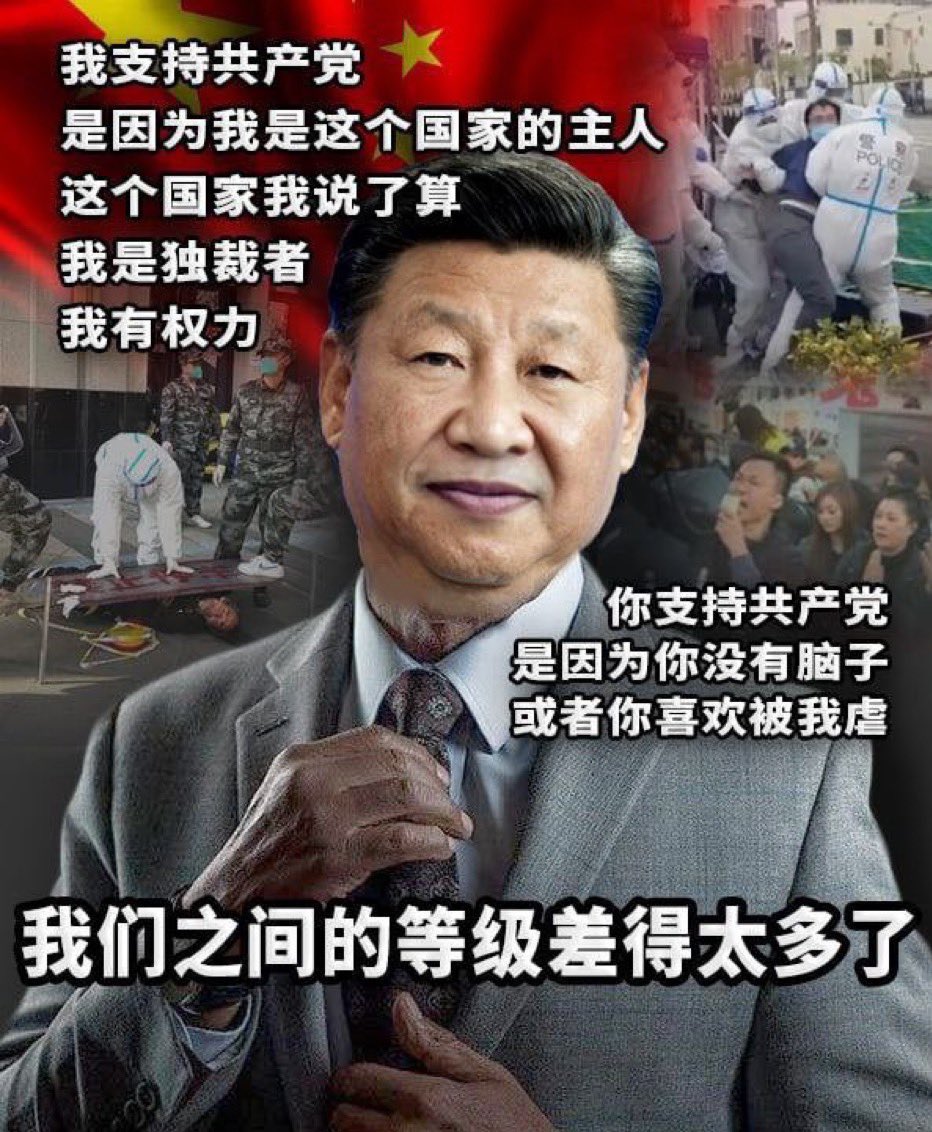 我支持共产党
是因为我是这个国家的主人
这个国家我说了算
我是独裁者
我有权力
警 察
POLICE
你支持共产党
是因为你没有脑子
或者你喜欢被我虐
我们之间的等级差得太多了